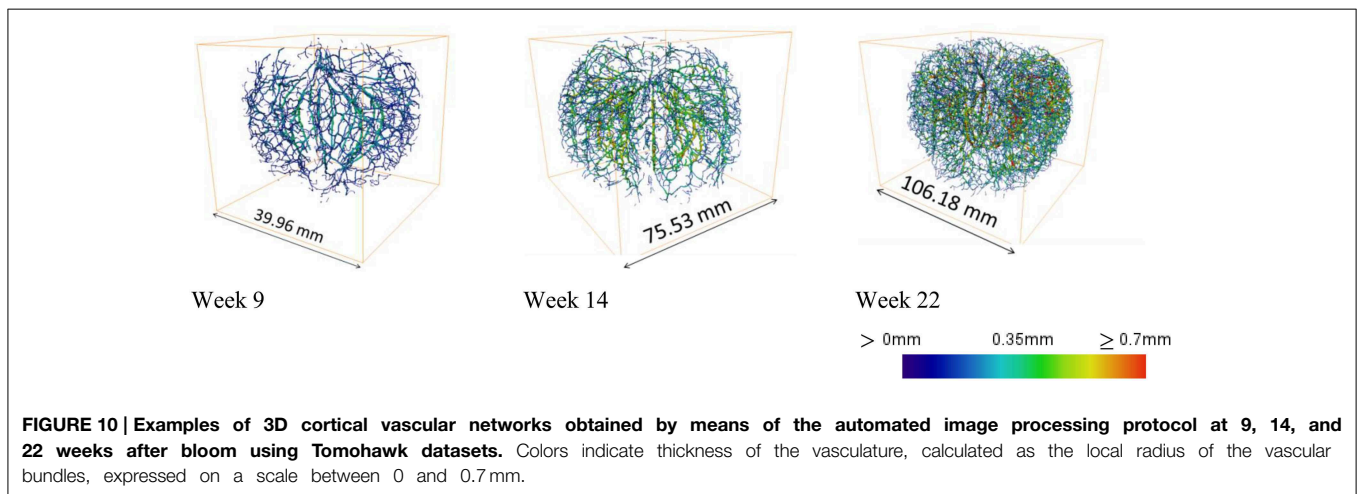 39.96 mm
75.53 mm
106.18 mm
Week 9
Week 14
Week 22
> 0mm 0.35mm ≥ 0.7mm
FIGURE 10 | Examples of 3D cortical vascular networks obtained by means of the automated image processing protocol at 9, 14, and
22 weeks after bloom using Tomohawk datasets. Colors indicate thickness of the vasculature, calculated as the local radius of the vascular
bundles, expressed on a scale between 0 and 0.7 mm.